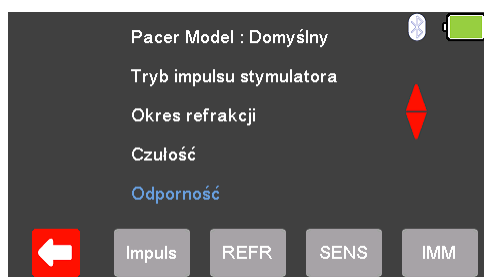 Pacer Model : Domyślny
Tryb impulsu stymulatora
Okres refrakcji
Czułość
Odporność
Impuls REFR SENS IMM